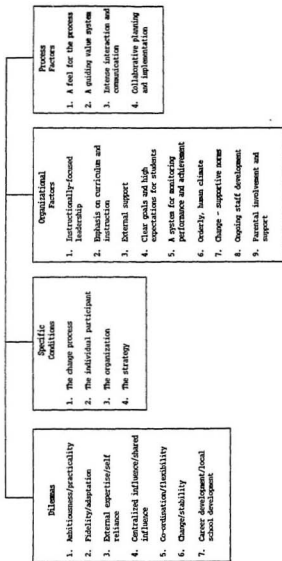 Dilemmas
1. Ambitiousness/practicality
2. Fidelity/adaptation
3. External expertise/self
reliance
4. Centralized influence/shared
influence
5. Co-ordination/flexibility
6. Change/stability
7. Career development/local
school development
Specific
Conditions
1. The change process
2. The individual participant
3. The organization
4. The strategy
Organizational
Factors
1. Instructionally-focused
leadership
2. Emphasis on curriculum and
instruction
3. External support
4. Clear goals and high
expectations for students
5. A system for monitoring
performance and achievement
6. Orderly, human climate
7. Change - supportive norms
8. Ongoing staff development
9. Parental involvement and
support
Process
Factors
1. A feel for the process
2. A guiding value system
3. Intense interaction and
communication
4. Collaborative planning
and implementation